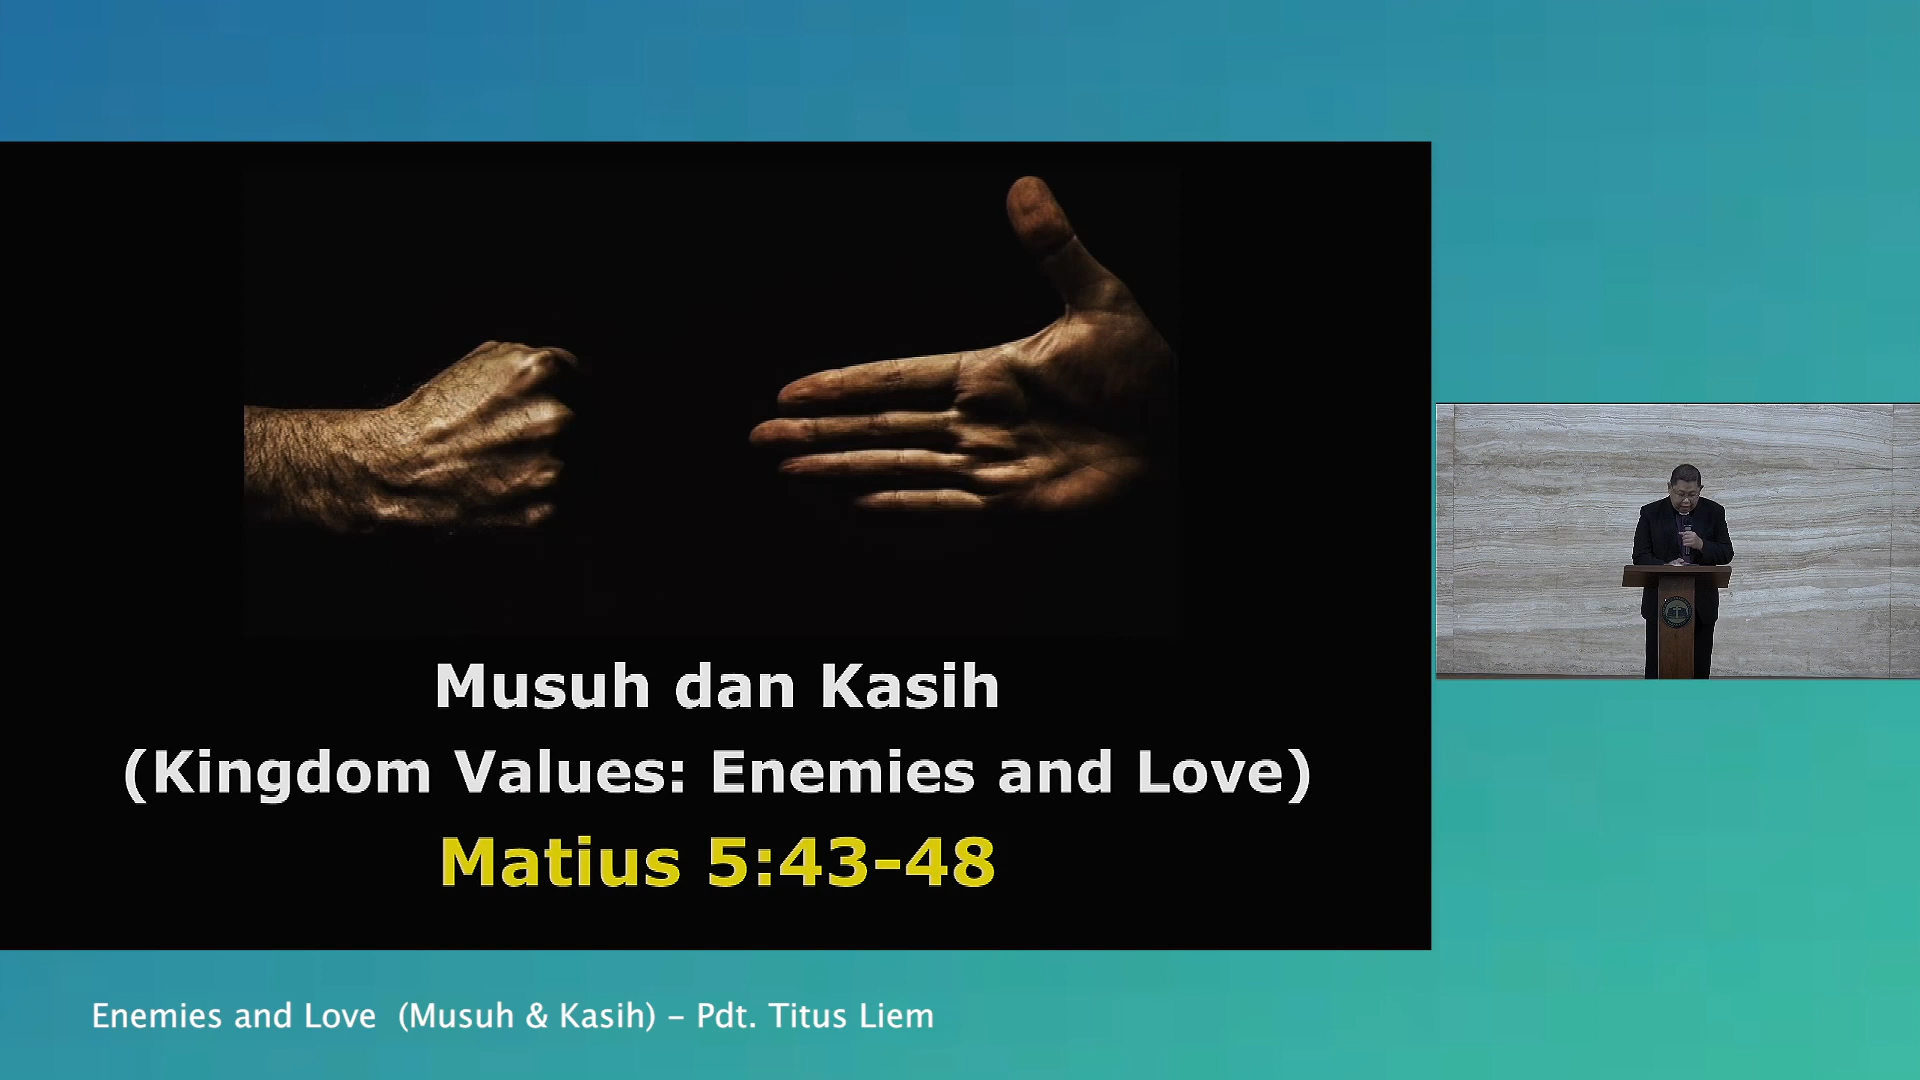 Musuh dan Kasih
(Kingdom Values: Enemies and Love)
Matius 5:43-48
Enemies and Love  (Musuh & Kasih) – Pdt. Titus Liem